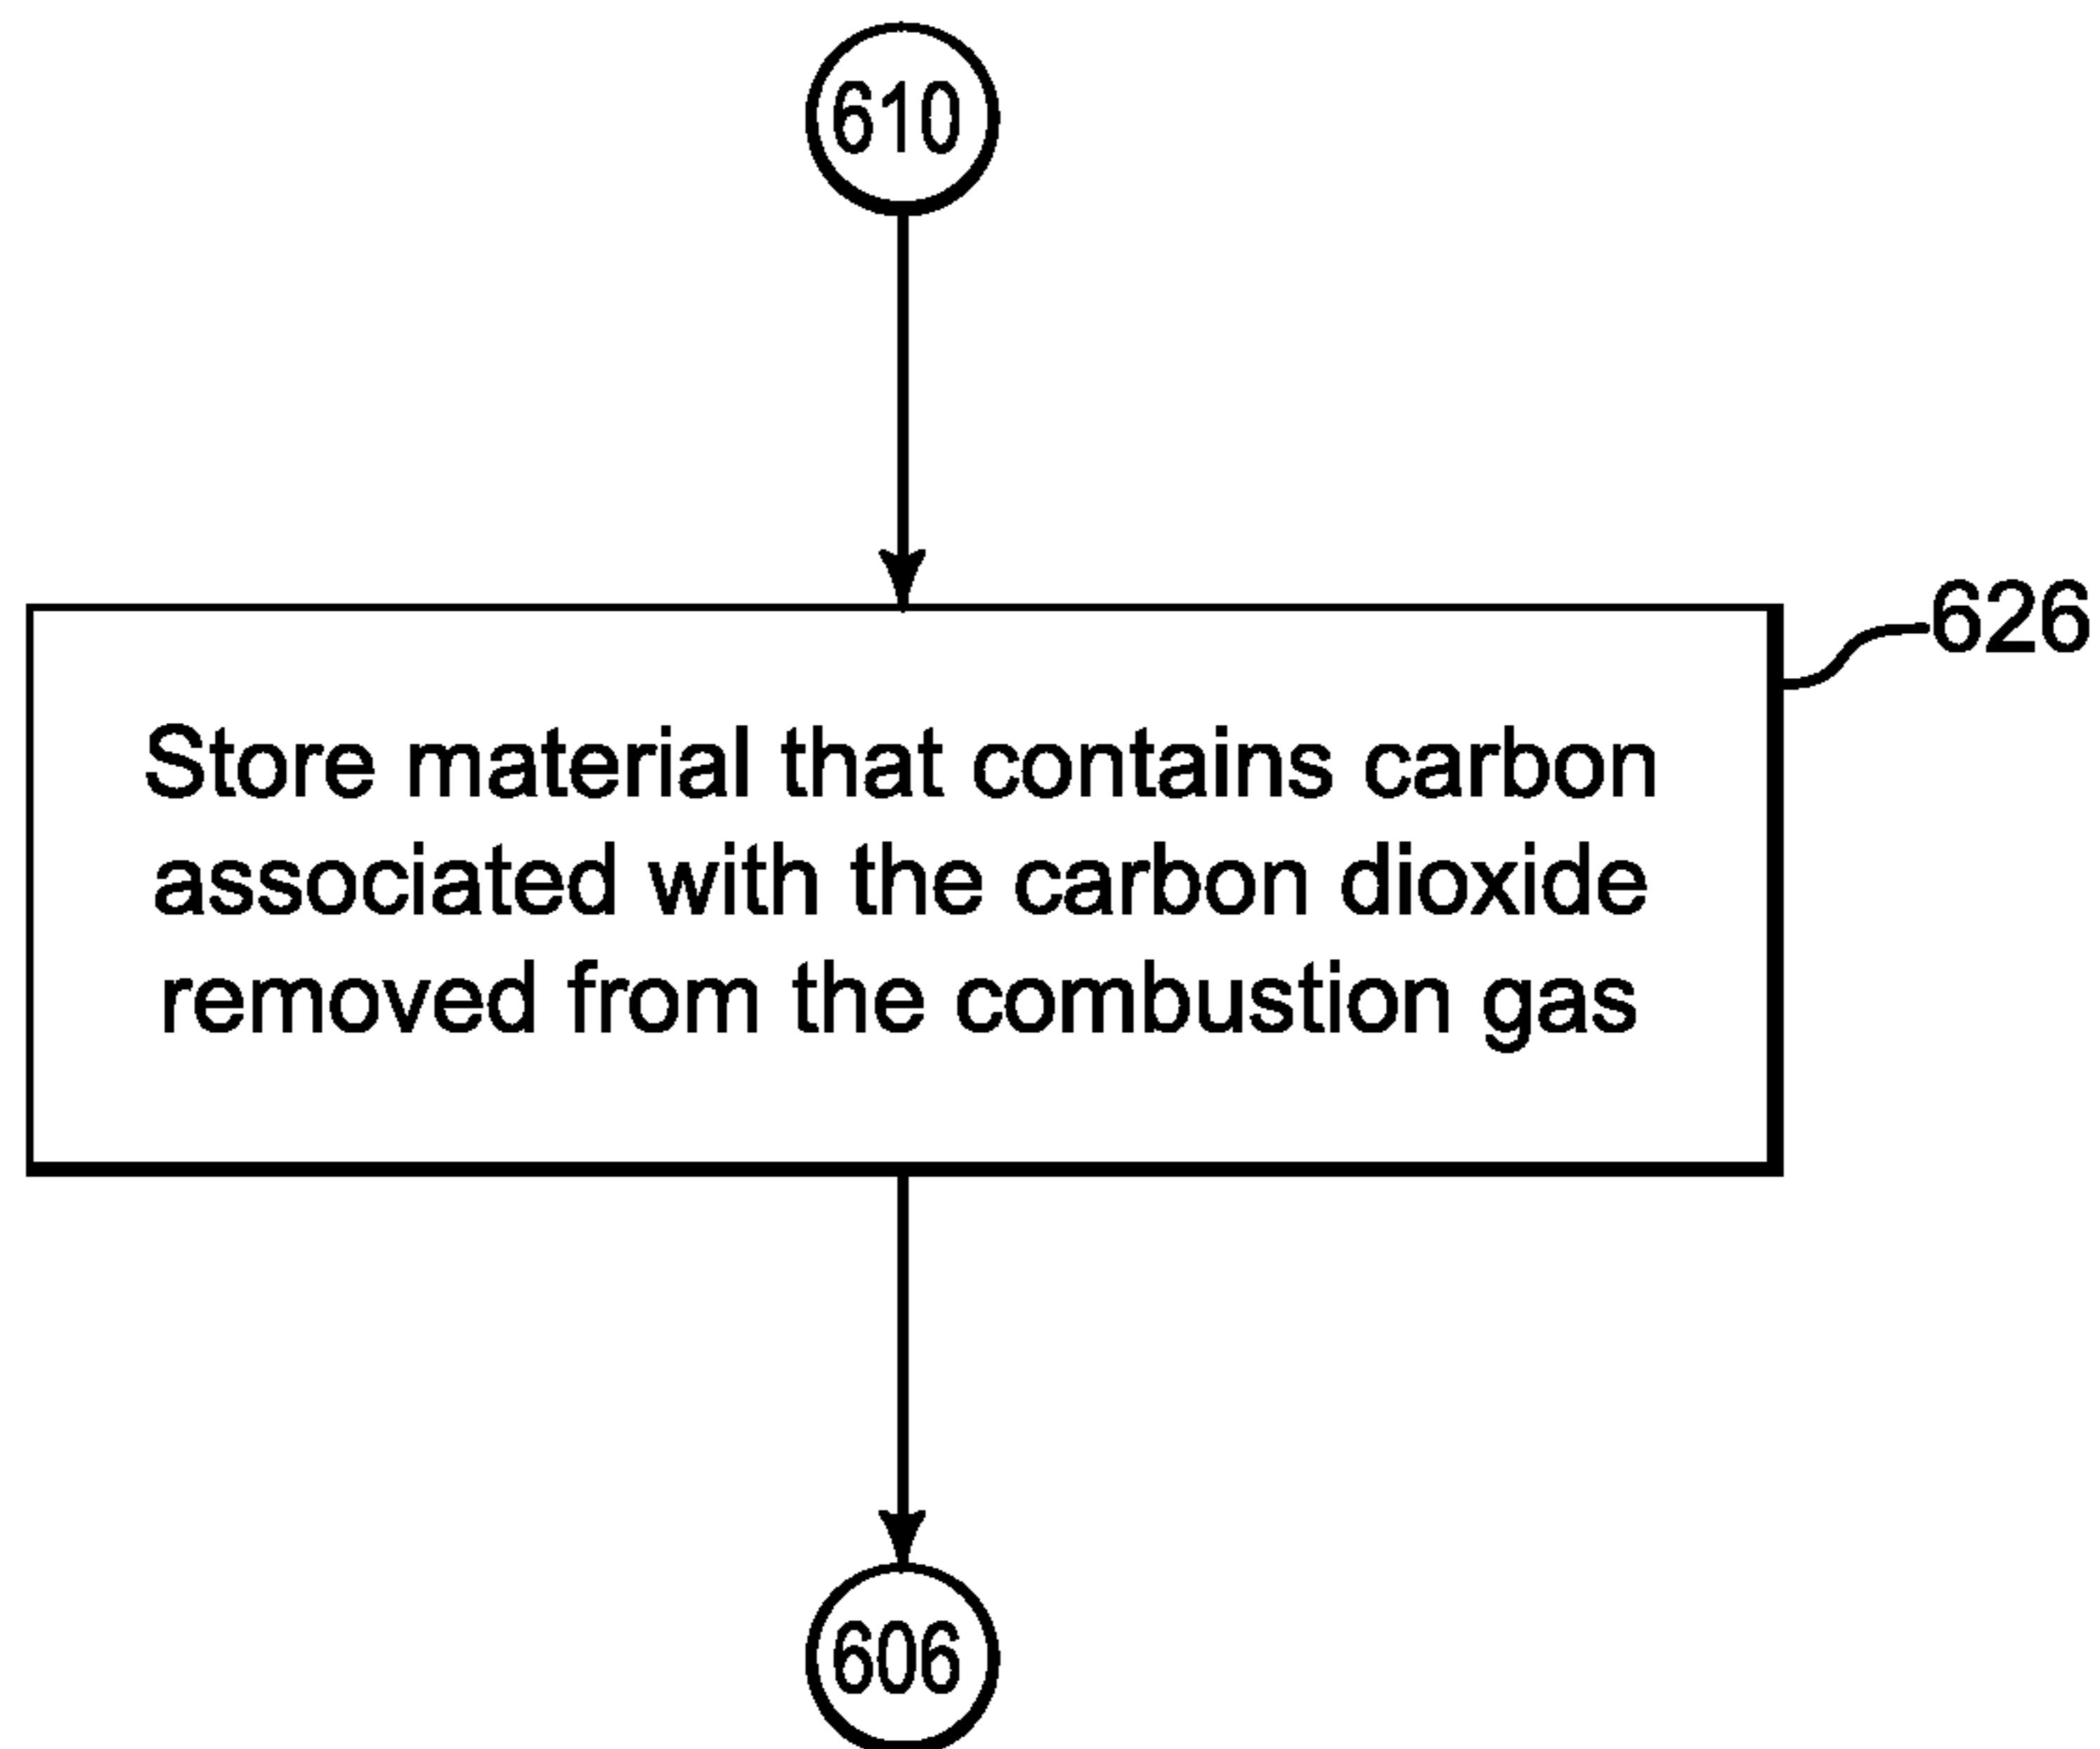 610
626
Store material that contains carbon
associated with the carbon dioxide
removed from the combustion gas
606